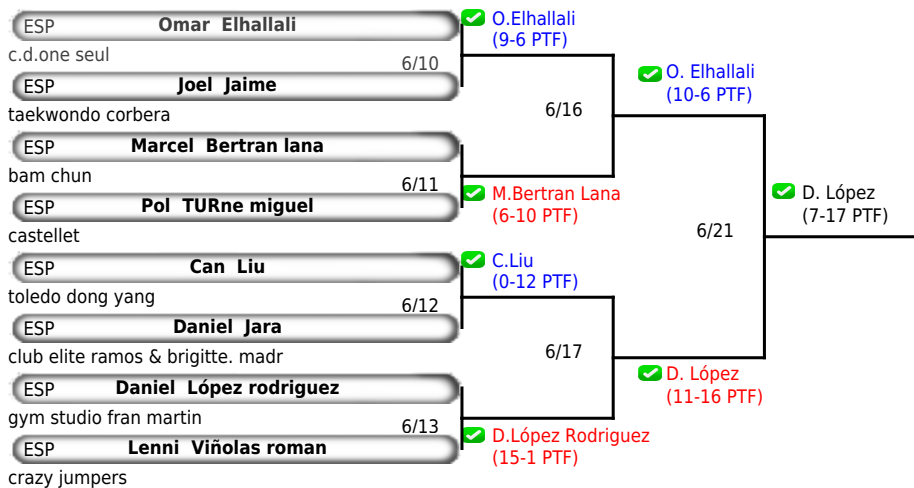 ESP Omar Elhallali
c.d.one seul
6/10
ESP Joel Jaime
taekwondo corbera
O.Elhallali
(9-6 PTF)
ESP Marcel Bertran lana
bam chun
6/11
ESP Pol TURne miguel
castellet
M.Bertran Lana
(6-10 PTF)
6/16
O. Elhallali
(10-6 PTF)
ESP Can Liu
toledo dong yang
6/12
ESP Daniel Jara
club elite ramos & brigitte. madr
C.Liu
(0-12 PTF)
ESP Daniel López rodriguez
gym studio fran martin
6/13
ESP Lenni Viñolas roman
crazy jumpers
D.López Rodriguez
(15-1 PTF)
6/17
D. López
(11-16 PTF)
6/21
D. López
(7-17 PTF)